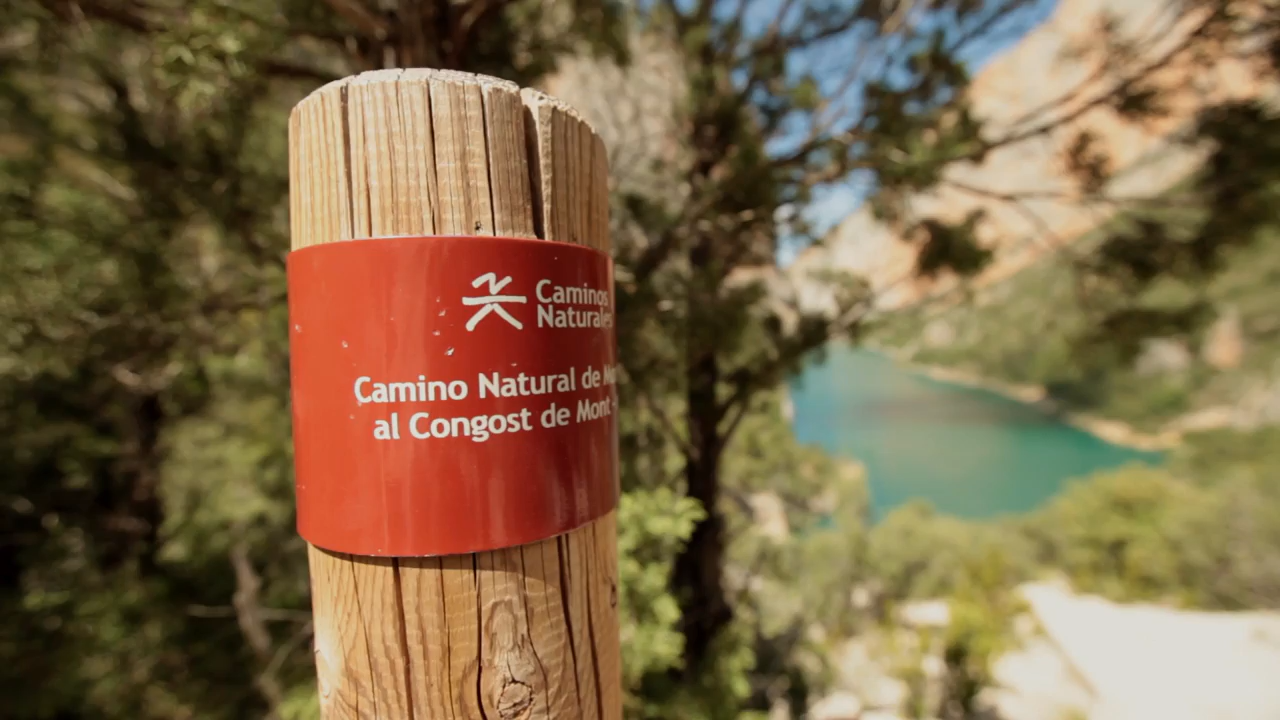 Caminos
Naturales
Camino Natural de
al Congost de Mont